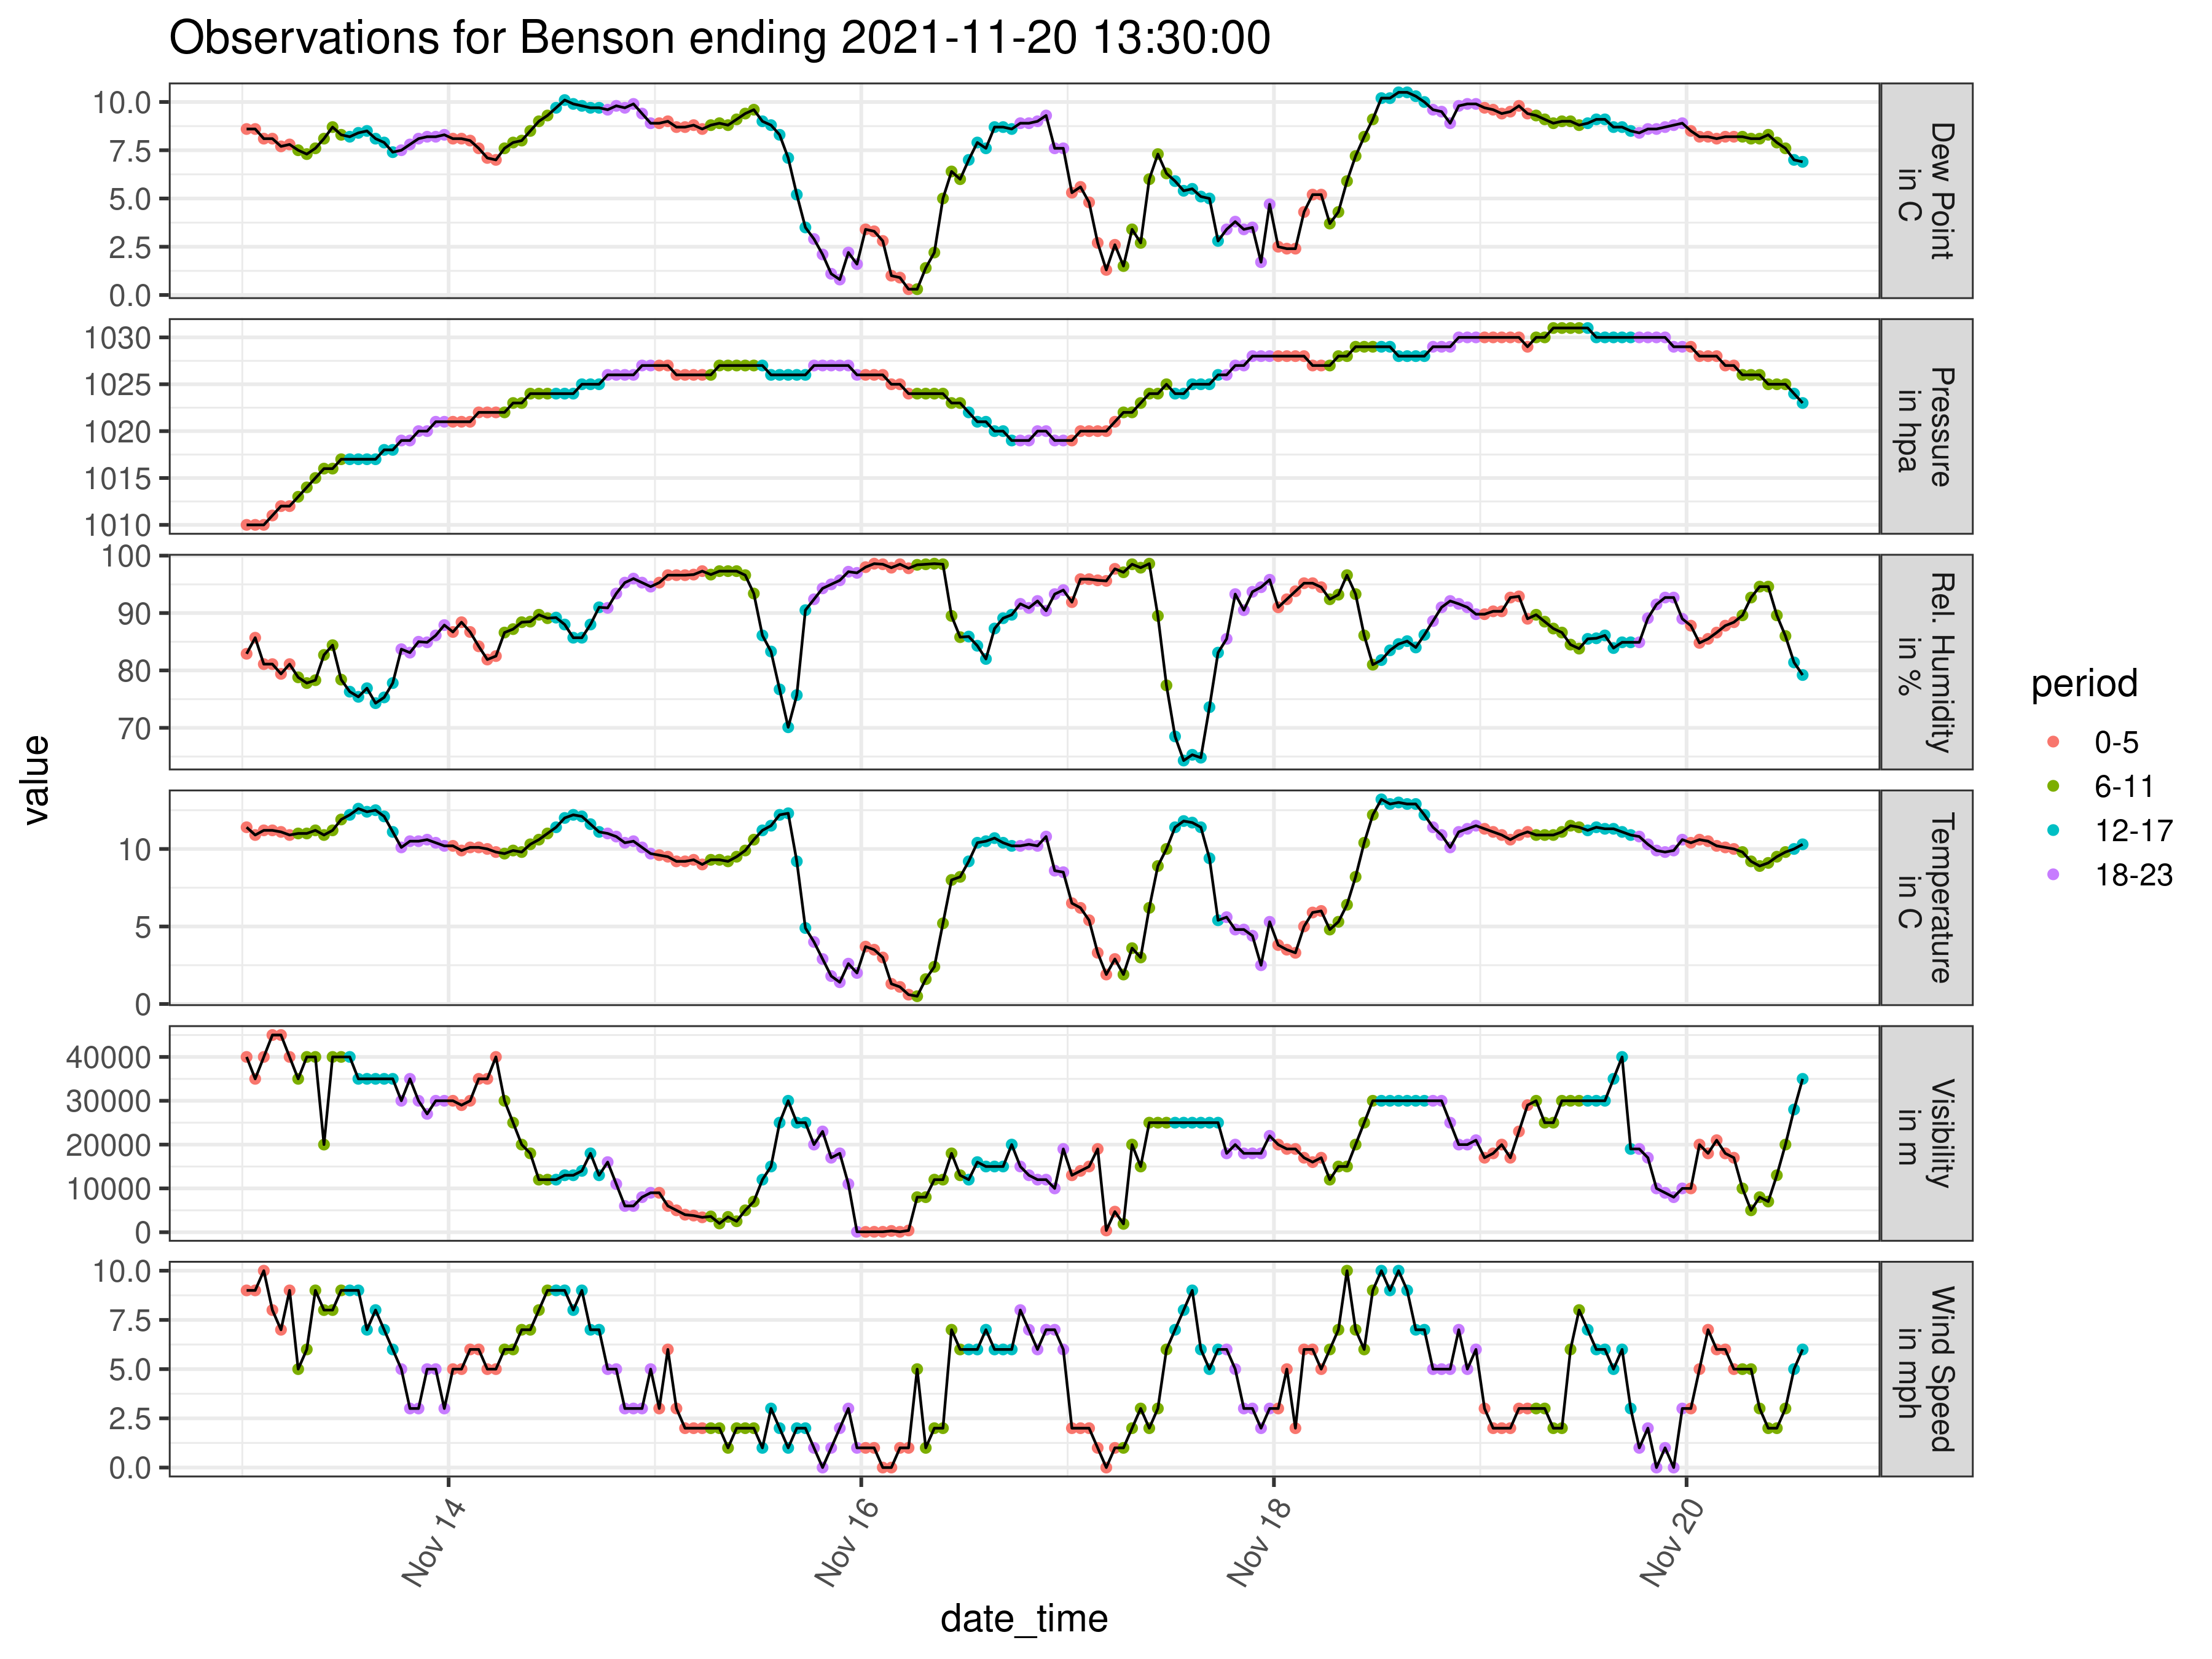 Observations for Benson ending 2021-11-20 13:30:00
value
10.0
7.5
5.0
2.5
0.0
Dew Point
in C
1030
1025
1020
1015
1010
Pressure
in hpa
100
90
80
70
Rel. Humidity
in %
10
5
0
Temperature
in C
40000
30000
20000
10000
0
Visibility
in m
10.0
7.5
5.0
2.5
0.0
Wind Speed
in mph
Nov 14
Nov 16
Nov 18
Nov 20
date_time
period
0-5
6-11
12-17
18-23